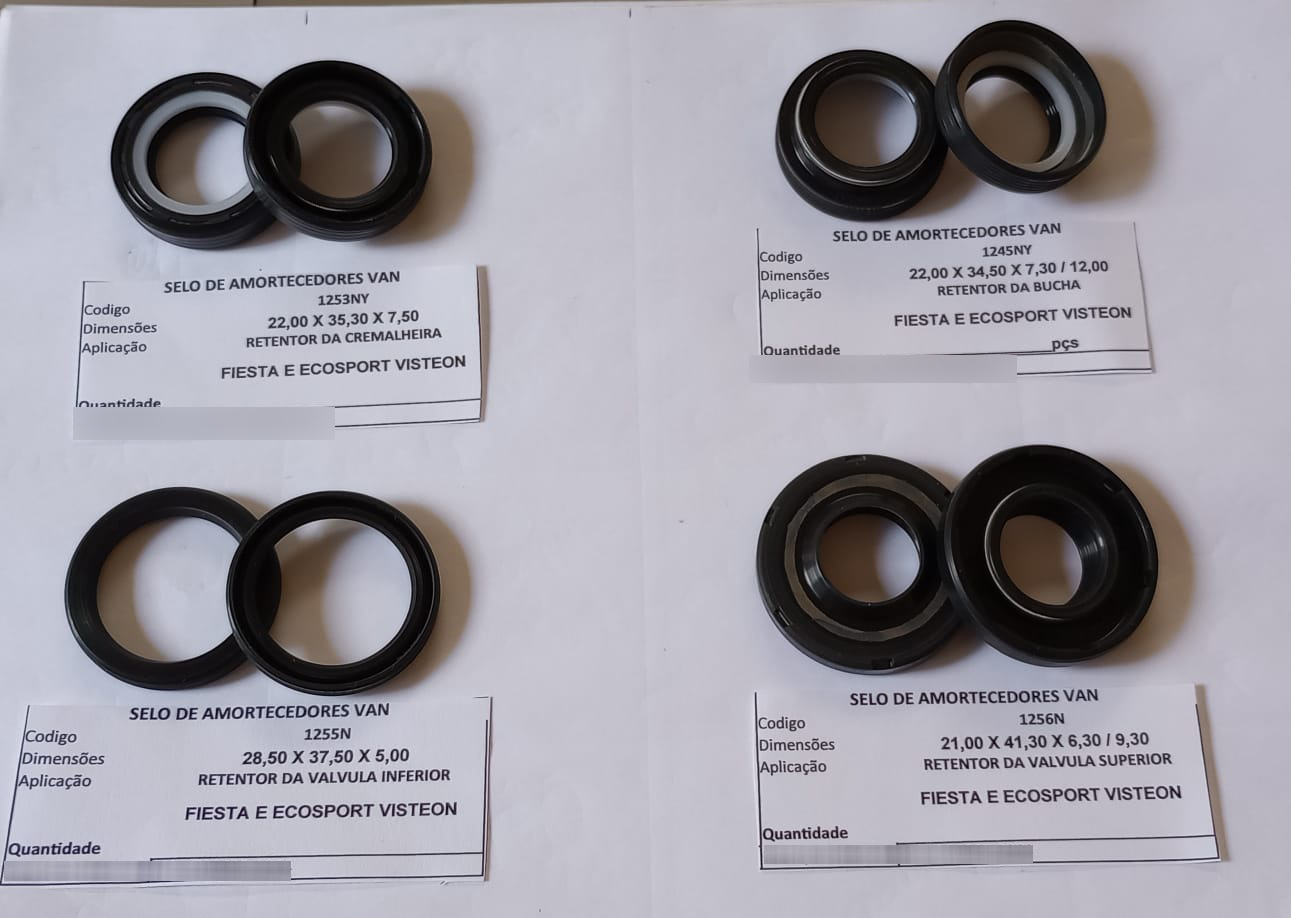 SELO DE AMORTECEDORES VAN
Codigo 1253NY
Dimensões 22,00 X 35,30 X 7,50
Aplicação RETENTOR DA CREMALHEIRA
FIESTA E ECOSPORT VISTEON
Quantidade
SELO DE AMORTECEDORES VAN
Codigo 1245NY
Dimensões 22,00 X 34,50 X 7,30 / 12,00
Aplicação RETENTOR DA BUCHA
FIESTA E ECOSPORT VISTEON
Quantidade pçs
SELO DE AMORTECEDORES VAN
Codigo 1255N
Dimensões 28,50 X 37,50 X 5,00
Aplicação RETENTOR DA VALVULA INFERIOR
FIESTA E ECOSPORT VISTEON
Quantidade
SELO DE AMORTECEDORES VAN
Codigo 1256N
Dimensões 21,00 X 41,30 X 6,30 / 9,30
Aplicação RETENTOR DA VALVULA SUPERIOR
FIESTA E ECOSPORT VISTEON
Quantidade